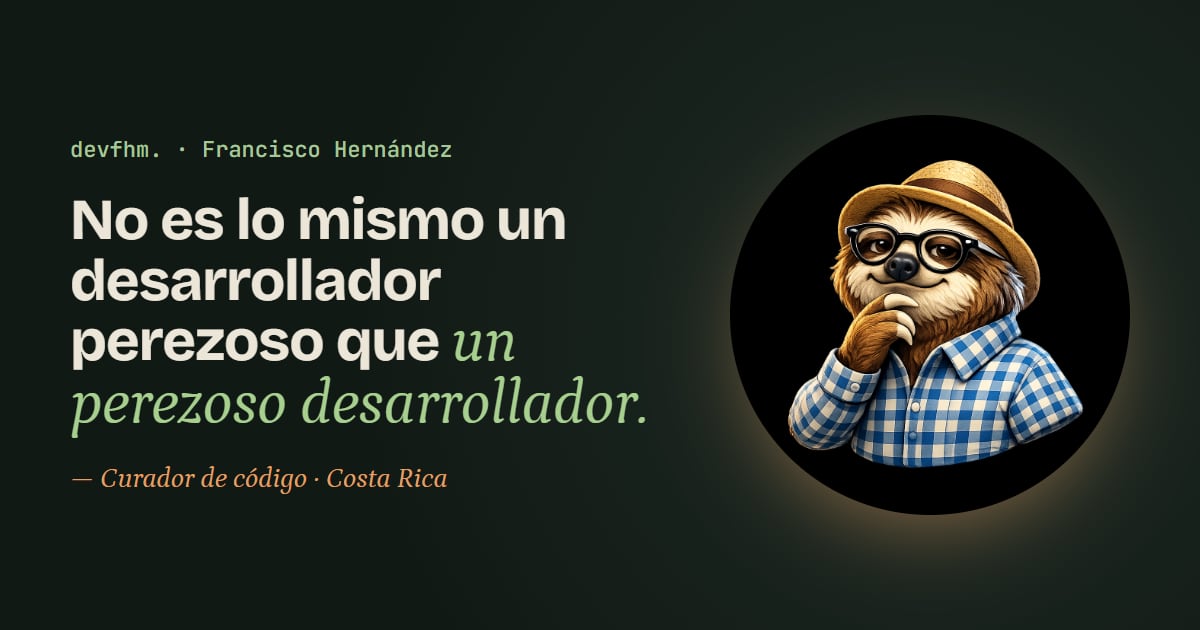 devfhm. · Francisco Hernández
No es lo mismo un
desarrollador
perezoso que un
perezoso desarrollador.
— Curador de código · Costa Rica